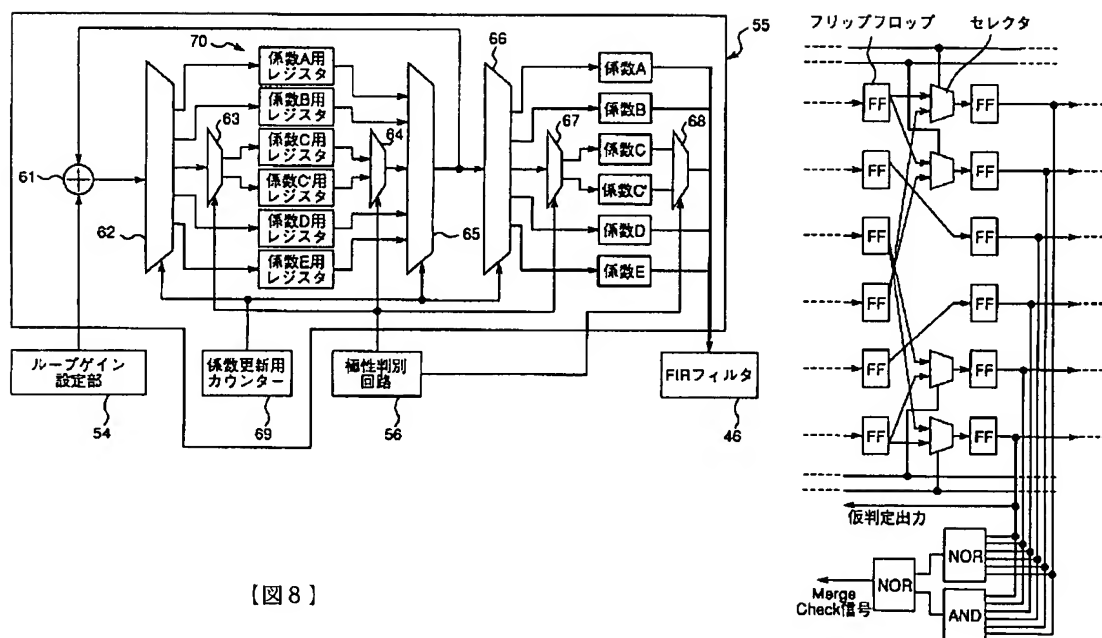 55
70
66
係数A用
レジスタ
係数B用
レジスタ
係数C用
レジスタ
係数C'用
レジスタ
係数D用
レジスタ
係数E用
レジスタ
63
64
67
68
61
62
65
係数A
係数B
係数C
係数C'
係数D
係数E
ループゲイン
設定部
係数更新用
カウンター
極性判別
回路
FIRフィルタ
54
69
56
46
【図8】
フリップフロップ
セレクタ
FF
FF
FF
FF
FF
FF
FF
FF
FF
FF
FF
FF
仮判定出力
NOR
NOR
AND
Merge
Check信号